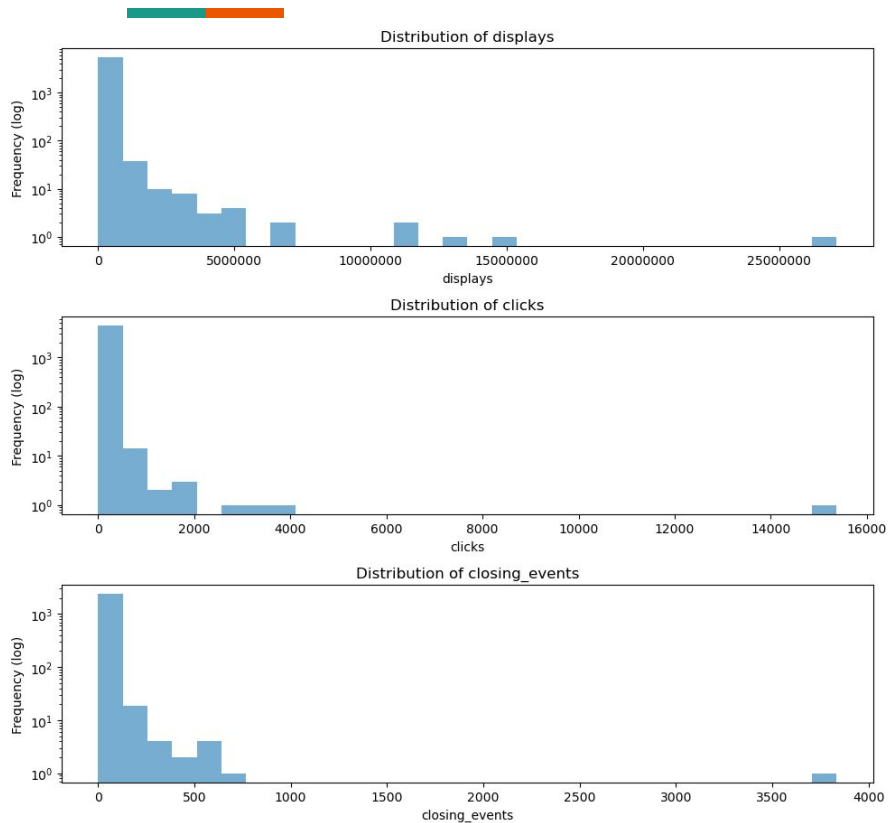 Distribution of displays
Frequency (log)
10³
10²
10¹
10⁰
0 5000000 10000000 15000000 20000000 25000000
displays
Distribution of clicks
Frequency (log)
10³
10²
10¹
10⁰
0 2000 4000 6000 8000 10000 12000 14000 16000
clicks
Distribution of closing_events
Frequency (log)
10³
10²
10¹
10⁰
0 500 1000 1500 2000 2500 3000 3500 4000
closing_events